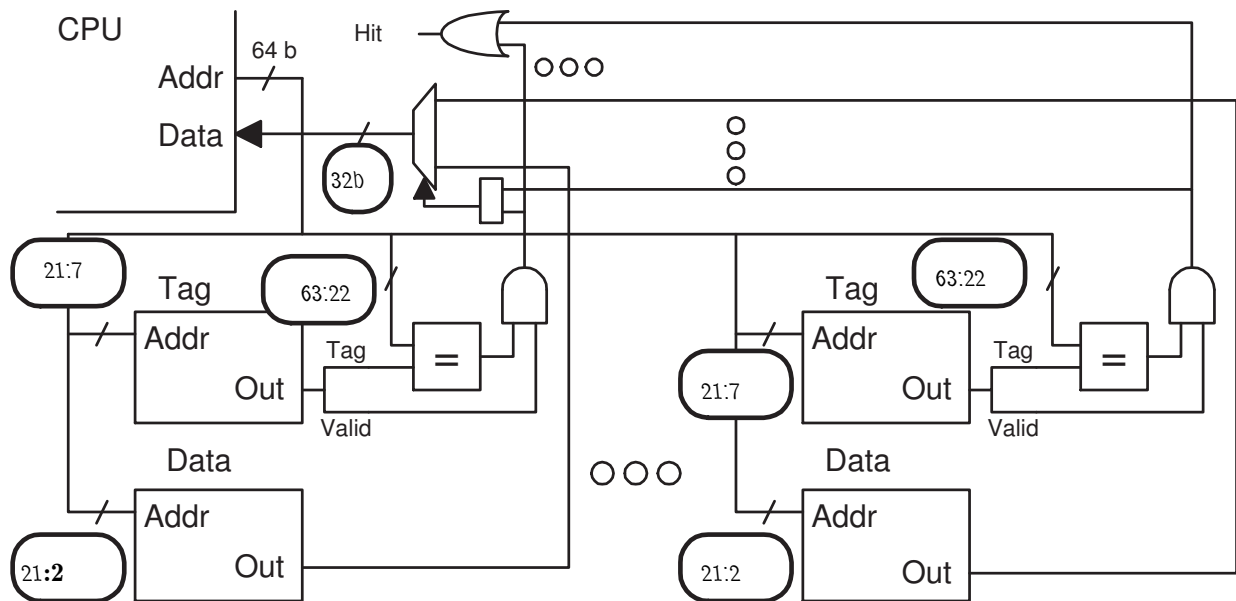 CPU
Hit
64 b
Addr
Data
32b
21:7
Tag
63:22
Addr
Out
=
Tag
Valid
Data
Addr
Out
21:2
63:22
Tag
Addr
Out
=
Tag
Valid
21:7
Data
Addr
Out
21:2